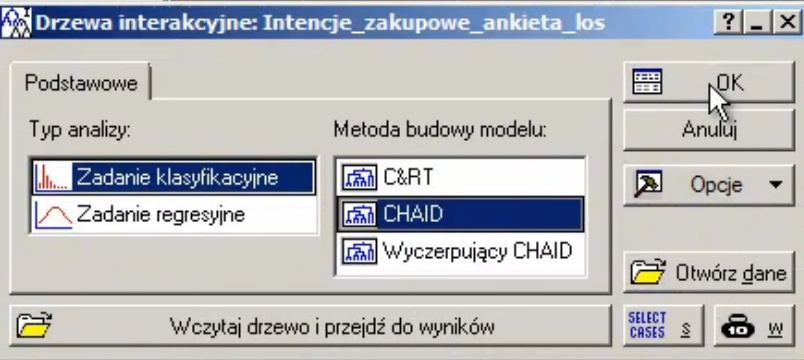 Drzewa interakcyjne: Intencje_zakupowe_ankieta_los
Podstawowe
Typ analizy:
Zadanie klasyfikacyjne
Zadanie regresyjne
Metoda budowy modelu:
C&RT
CHAID
Wyczerpujący CHAID
OK
Anuluj
Opcje
Otwórz dane
Wczytaj drzewo i przejdź do wyników
SELECT
CASES
S
W